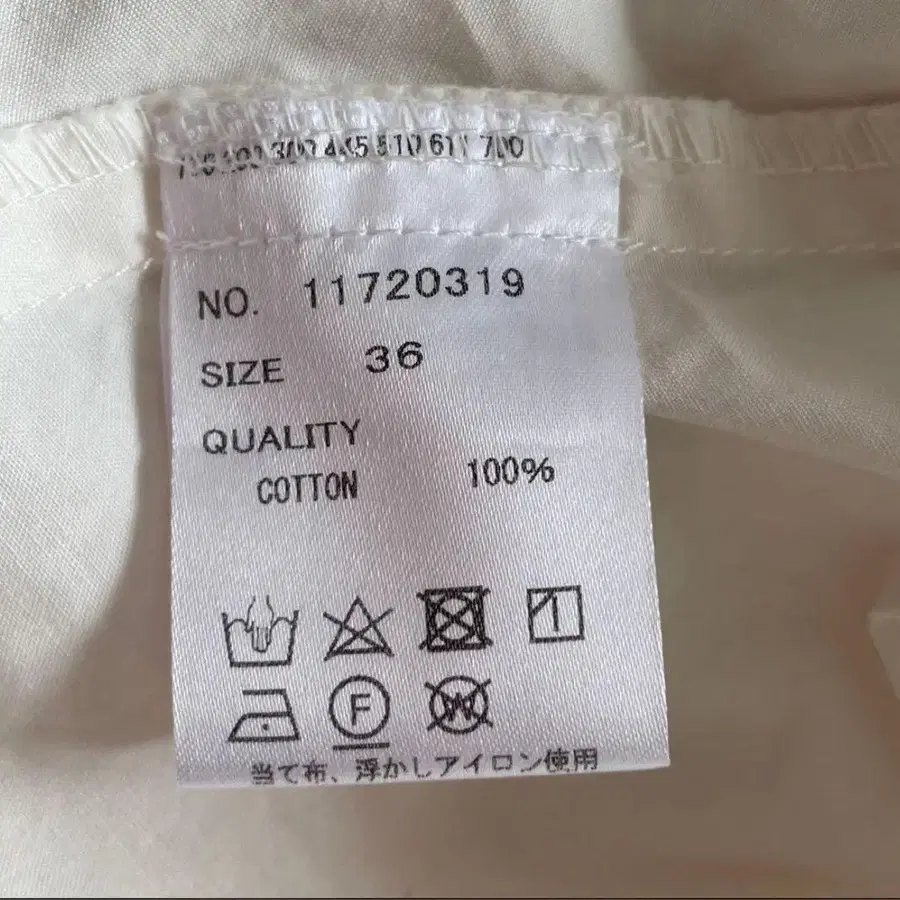 NO. 11720319
SIZE 36
QUALITY
COTTON 100%
F W
当て布、浮かしアイロン使用